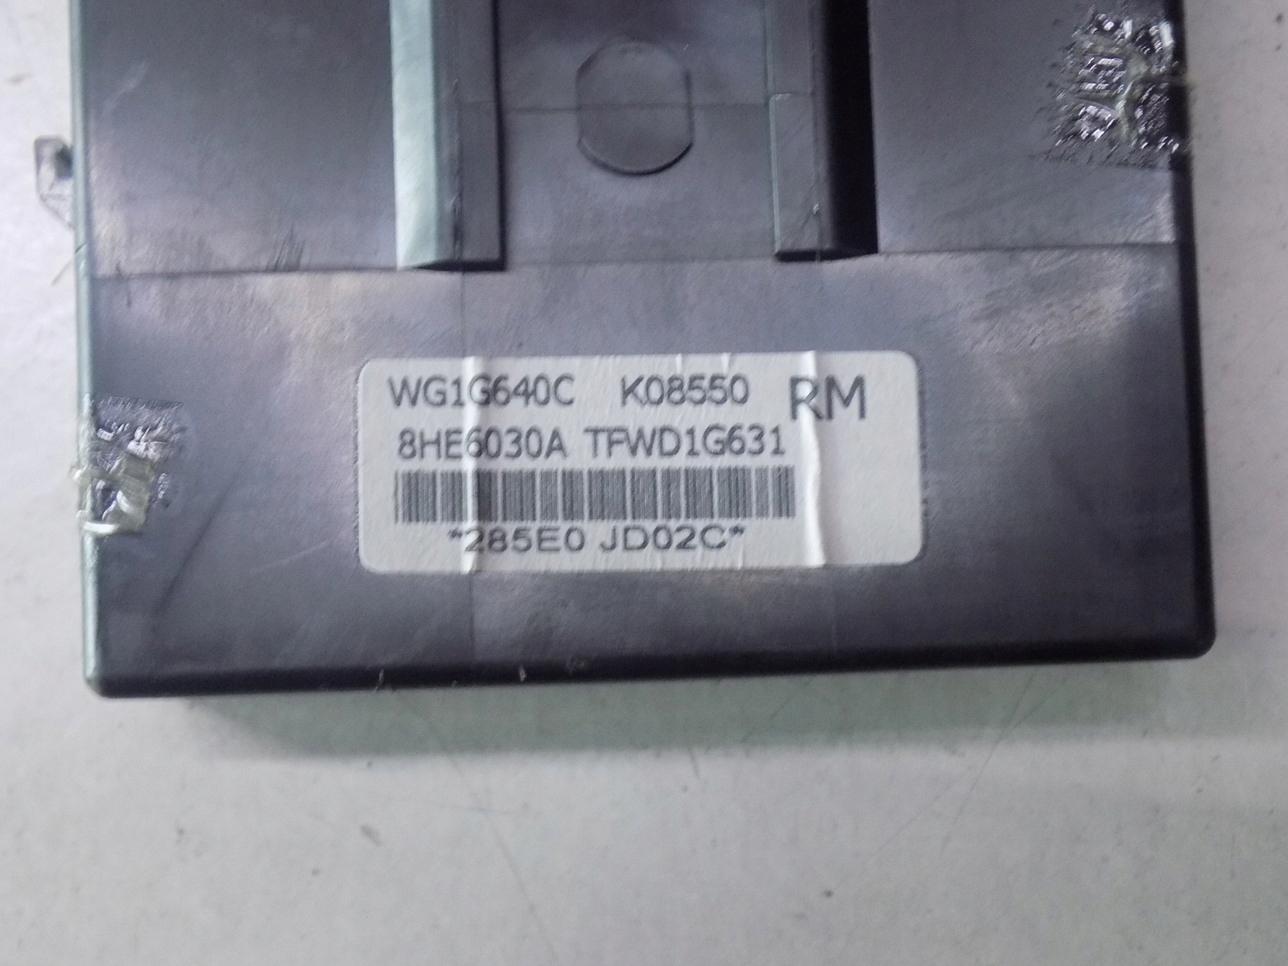 WG1G640C K08550 RM
8HE6030A TFWD1G631
*285E0 JD02C*